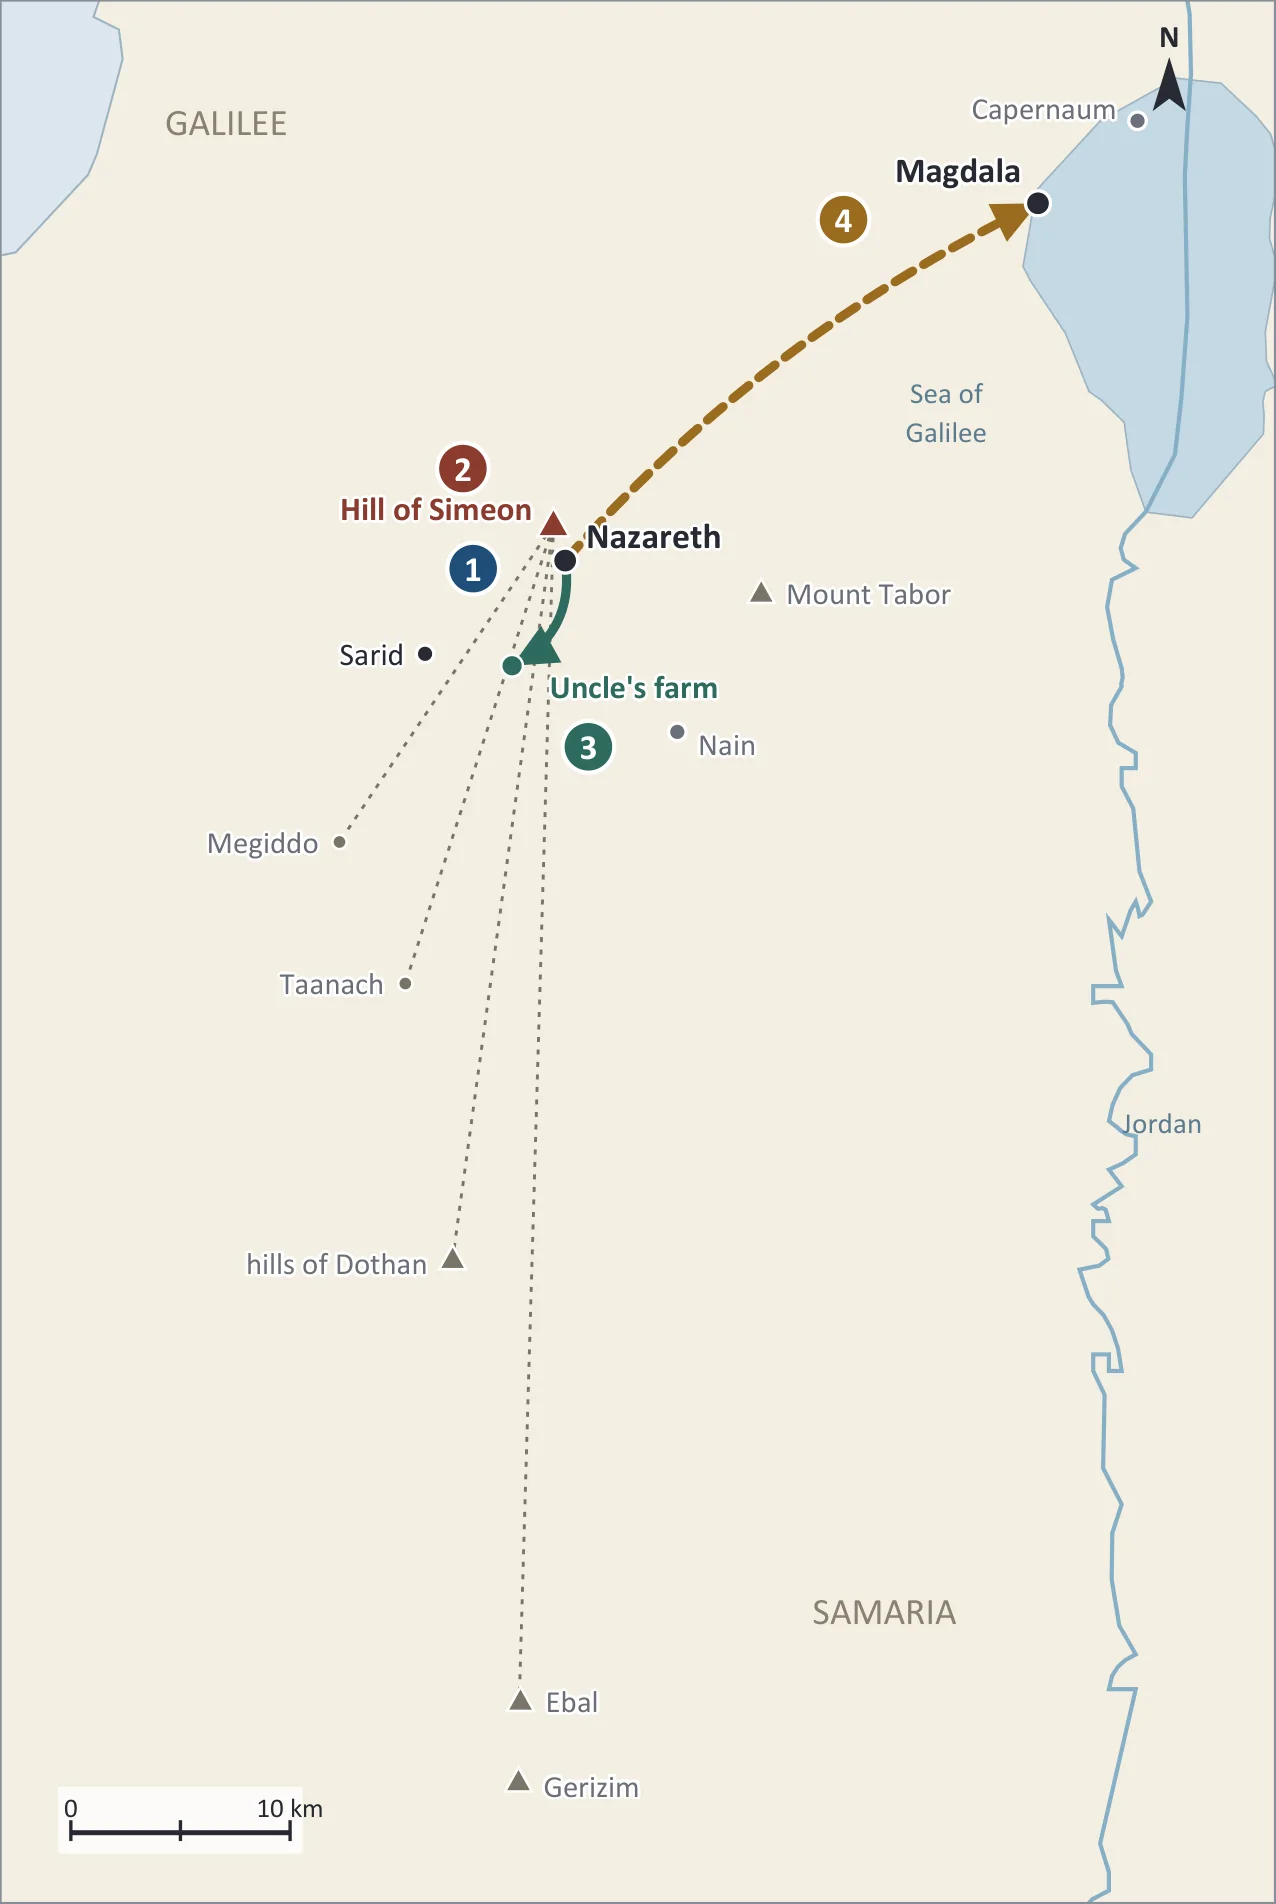 N
Capernaum
GALILEE
Magdala
4
Sea of
Galilee
2
Hill of Simeon
Nazareth
1
Mount Tabor
Sarid
Uncle's farm
3
Nain
Megiddo
Taanach
Jordan
hills of Dothan
SAMARIA
Ebal
Gerizim
0
10 km